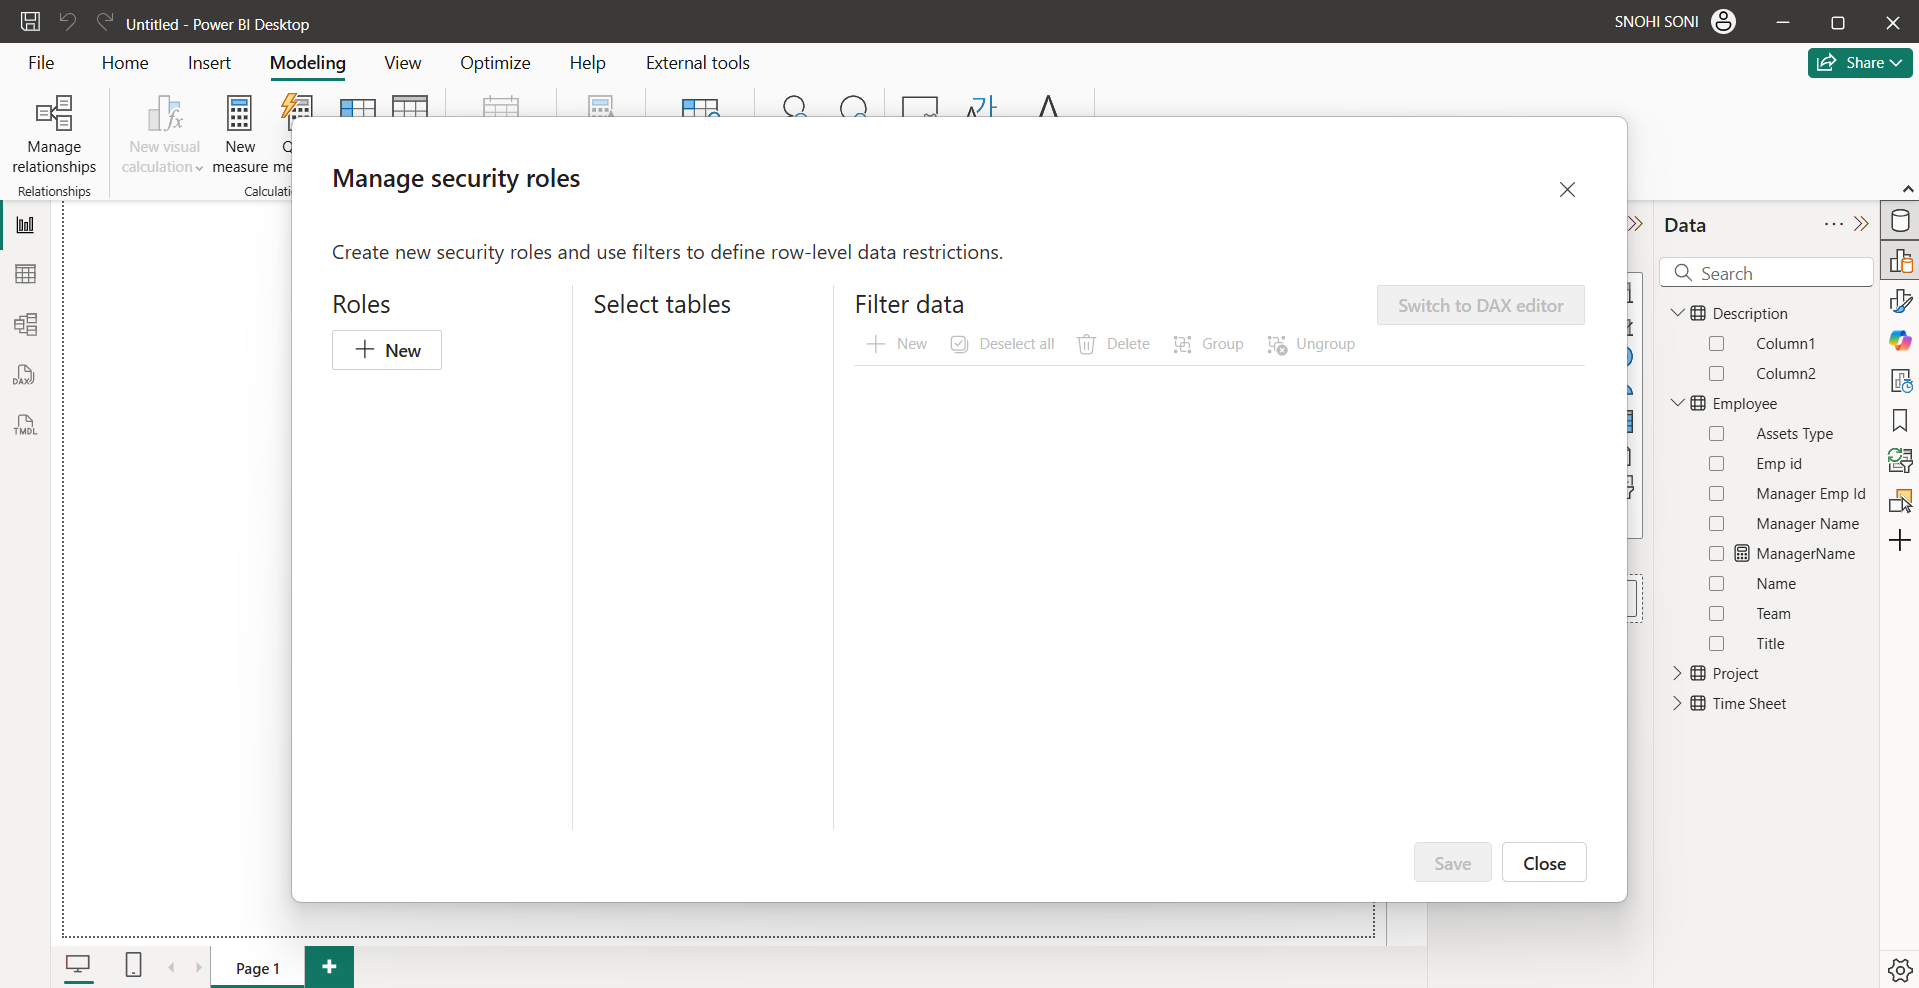 Untitled - Power BI Desktop
SNOHI SONI
File Home Insert Modeling View Optimize Help External tools
Share
Manage relationships
New visual calculation
New measure
Relationships
Manage security roles
Create new security roles and use filters to define row-level data restrictions.
Roles
New
Select tables
Filter data
Switch to DAX editor
New Deselect all Delete Group Ungroup
Save Close
DAX
TMDL
Data
Search
Description
Column1
Column2
Employee
Assets Type
Emp id
Manager Emp Id
Manager Name
ManagerName
Name
Team
Title
Project
Time Sheet
Page 1